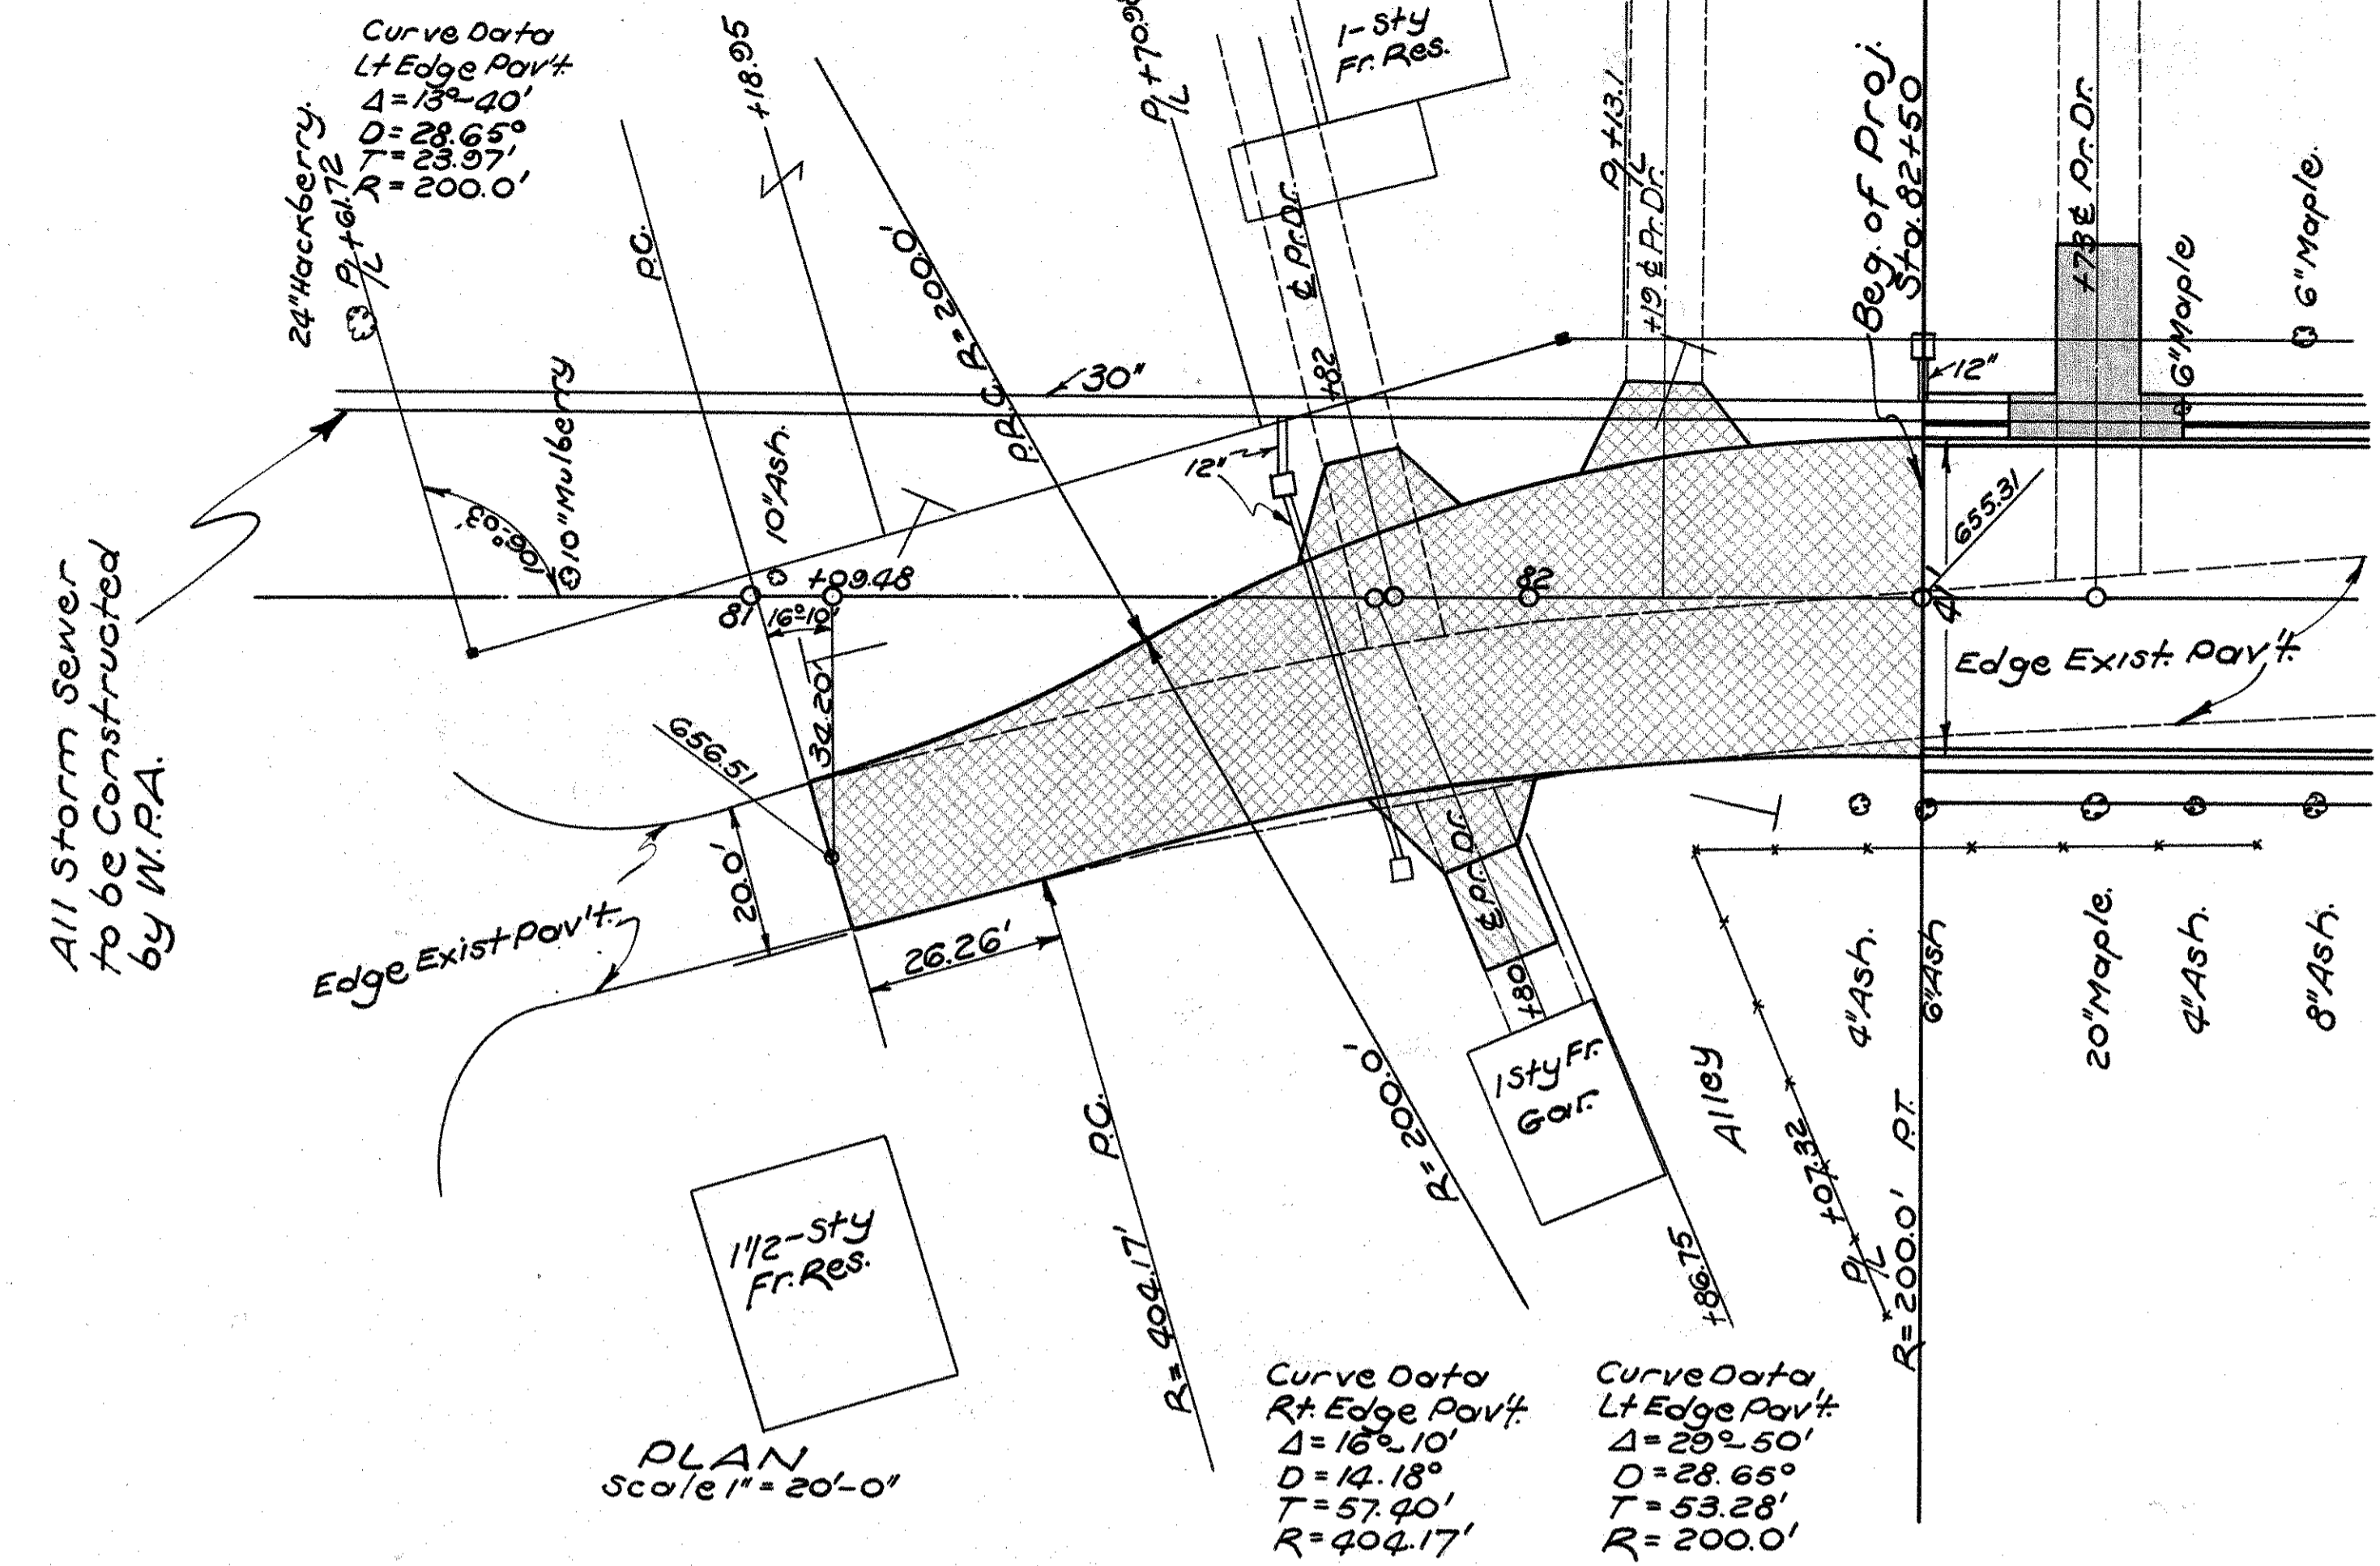 Curve Data
Lt Edge Pav't.
Δ=13°-40'
D=28.65°
T=23.97'
R=200.0'
24"Hackberry.
P/L +61.72
P.C.
+18.95
R=200.0'
P.R.C.
P/L +70.98
1-Sty
Fr. Res.
℄ Pr.Dr.
+82
P/L +13.1
+19 ℄ Pr.Dr.
Beg. of Proj.
Sta. 82+50
+73 ℄ Pr.Dr.
6"Maple
6"Maple.
30"
12"
12"
10"Mulberry
10"Ash.
106°-03'
81
+09.48
16°-10'
82
34.20'
655.31
41'
Edge Exist. Pav't.
All Storm Sewer
to be Constructed
by W.P.A.
656.51
20.0'
Edge Exist Pav't.
26.26'
℄ Pr. Dr.
+80
1 Sty Fr.
Gar.
Alley
4"Ash.
6"Ash
20"Maple.
4"Ash.
8"Ash.
P.C.
R=404.17'
R=200.0'
+86.75
+07.32
P/L
R=200.0' P.T.
1 1/2-Sty
Fr. Res.
PLAN
Scale 1"=20'-0"
Curve Data
Rt. Edge Pav't.
Δ=16°-10'
D=14.18°
T=57.40'
R=404.17'
Curve Data
Lt Edge Pav't.
Δ=29°-50'
D=28.65°
T=53.28'
R=200.0'